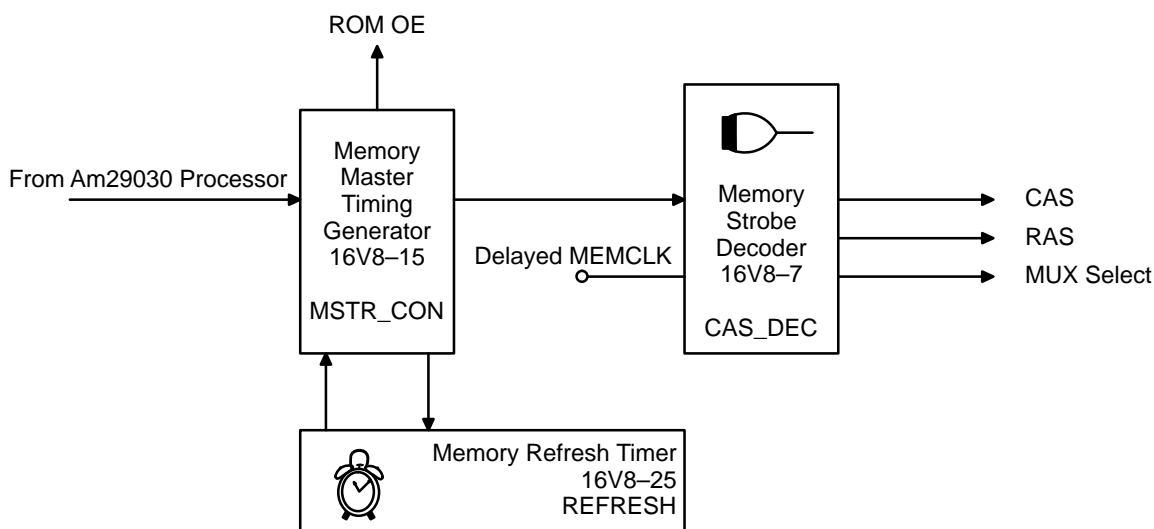 ROM OE
From Am29030 Processor
Memory
Master
Timing
Generator
16V8–15
MSTR_CON
Delayed MEMCLK
Memory
Strobe
Decoder
16V8–7
CAS_DEC
CAS
RAS
MUX Select
Memory Refresh Timer
16V8–25
REFRESH